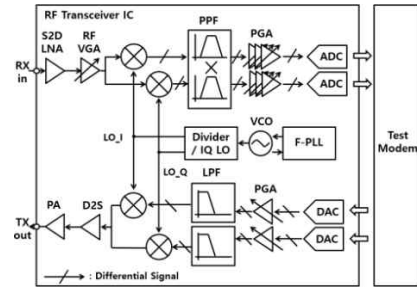 RF Transceiver IC
S2D
LNA
RF
VGA
PPF
PGA
RX
in
ADC
ADC
VCO
Divider
/ IQ LO
F-PLL
Test
Modem
LO_I
LO_Q
LPF
PGA
PA
D2S
DAC
DAC
TX
out
: Differential Signal